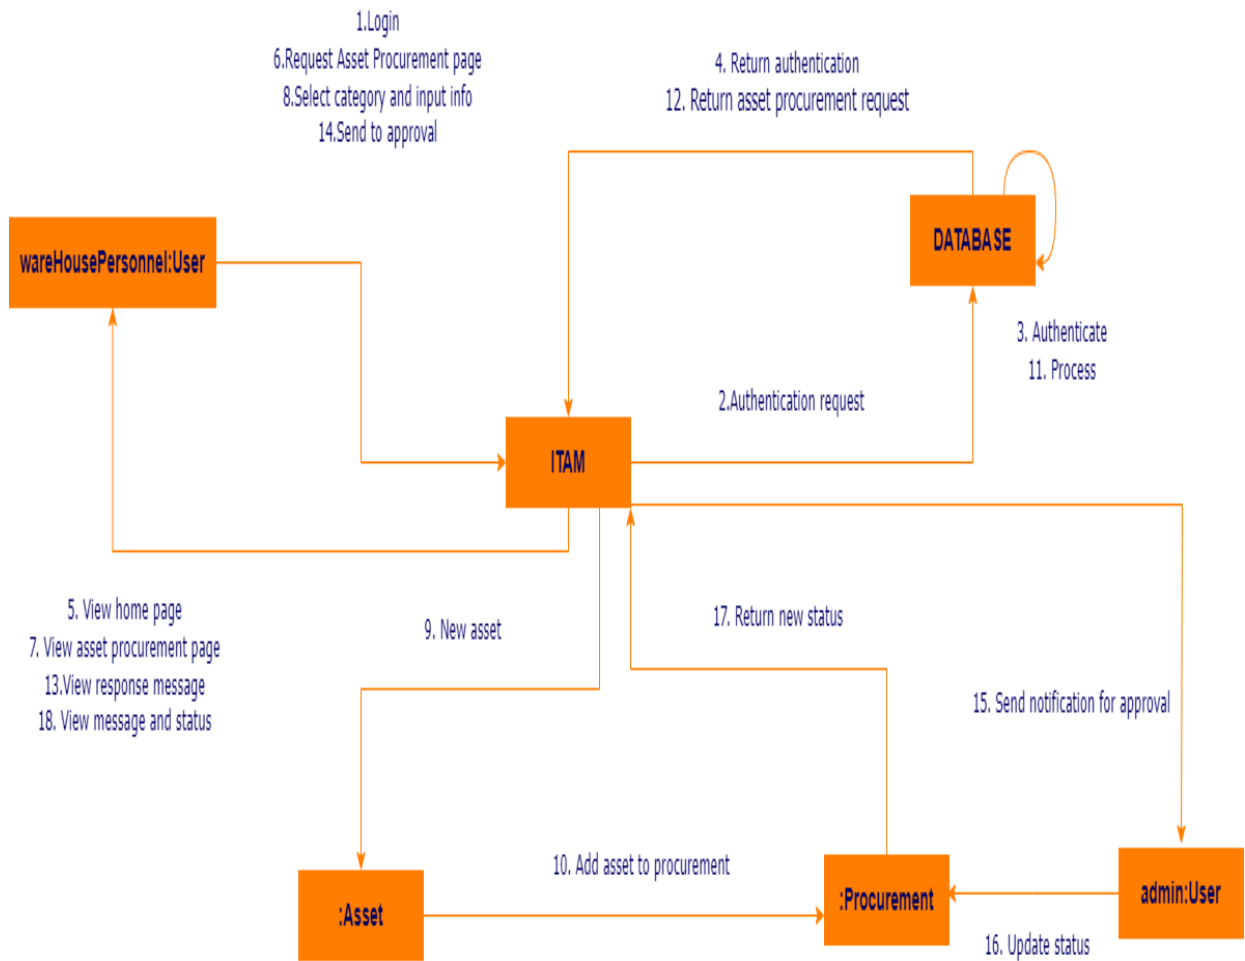 1.Login
6.Request Asset Procurement page
8.Select category and input info
14.Send to approval
4. Return authentication
12. Return asset procurement request
wareHousePersonnel:User
DATABASE
3. Authenticate
11. Process
2.Authentication request
ITAM
5. View home page
7. View asset procurement page
13.View response message
18. View message and status
9. New asset
17. Return new status
15. Send notification for approval
10. Add asset to procurement
:Asset
:Procurement
admin:User
16. Update status